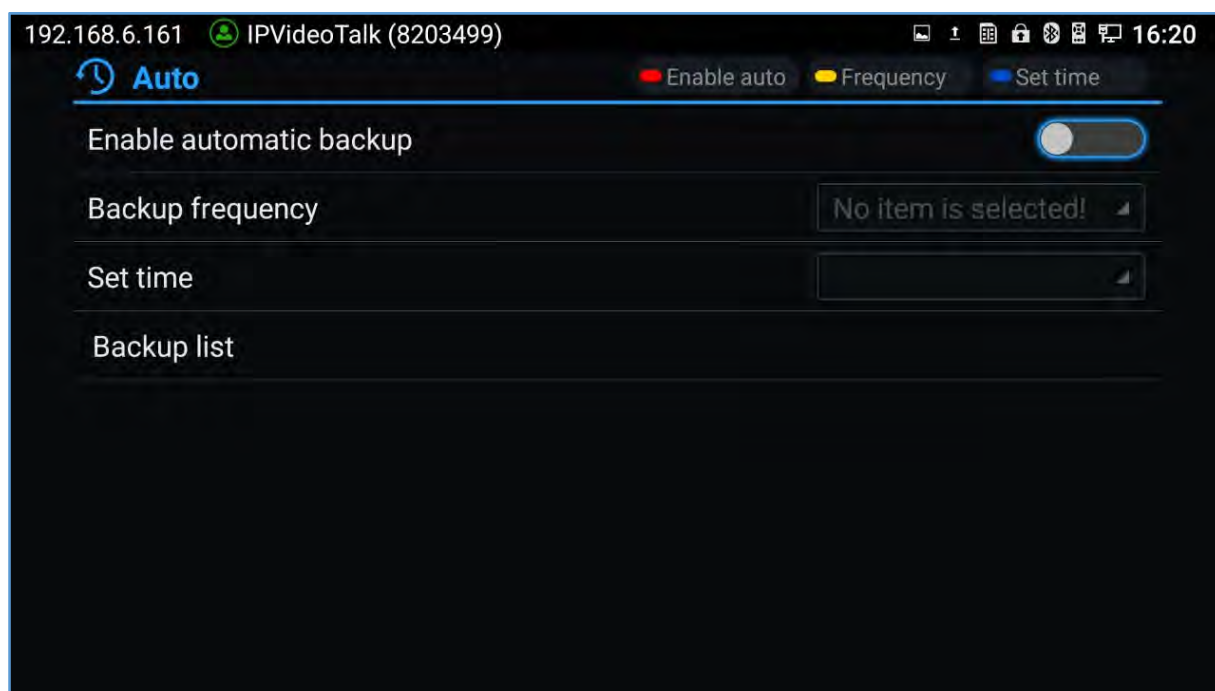 192.168.6.161 IPVideoTalk (8203499) 16:20
Auto Enable auto Frequency Set time
Enable automatic backup
Backup frequency No item is selected!
Set time
Backup list